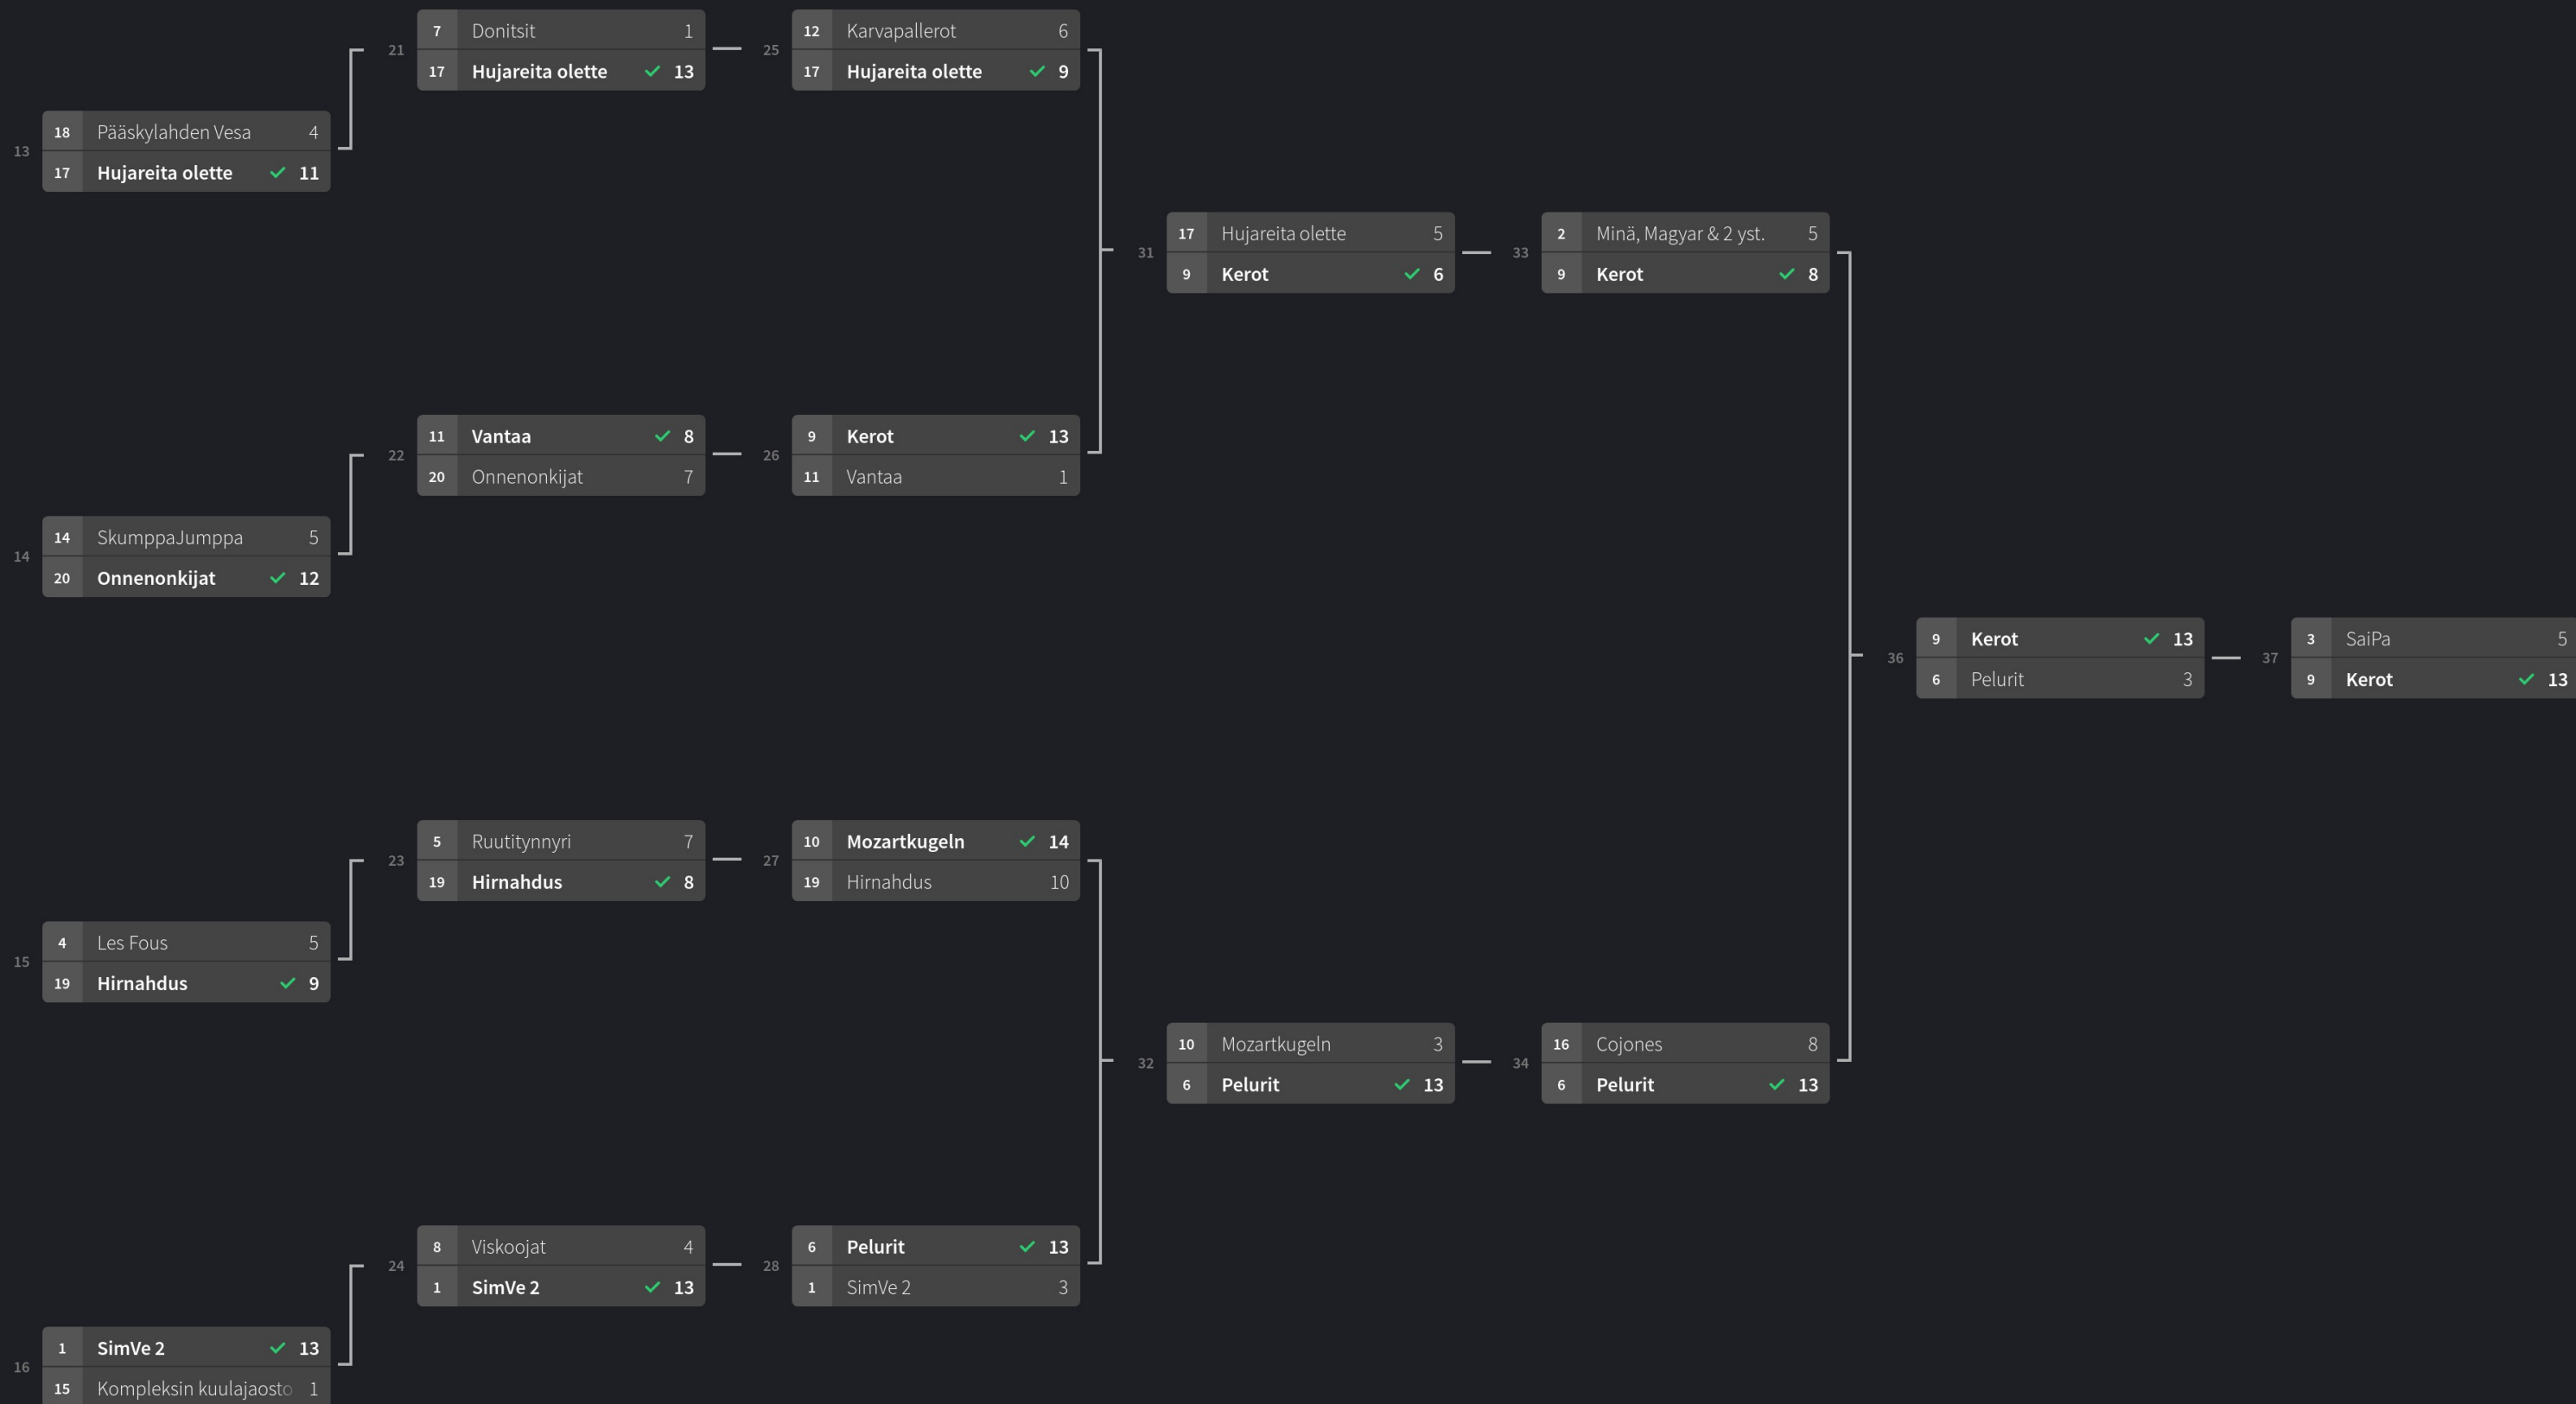 13
18 Pääskylahden Vesa 4
17 Hujareita olette 11
14
14 SkumppaJumppa 5
20 Onnenonkijat 12
15
4 Les Fous 5
19 Hirnahdus 9
16
1 SimVe 2 13
15 Kompleksin kuulajaosto 1
21
7 Donitsit 1
17 Hujareita olette 13
22
11 Vantaa 8
20 Onnenonkijat 7
23
5 Ruutitynnyri 7
19 Hirnahdus 8
24
8 Viskoojat 4
1 SimVe 2 13
25
12 Karvapallerot 6
17 Hujareita olette 9
26
9 Kerot 13
11 Vantaa 1
27
10 Mozartkugeln 14
19 Hirnahdus 10
28
6 Pelurit 13
1 SimVe 2 3
31
17 Hujareita olette 5
9 Kerot 6
32
10 Mozartkugeln 3
6 Pelurit 13
33
2 Minä, Magyar & 2 yst. 5
9 Kerot 8
34
16 Cojones 8
6 Pelurit 13
36
9 Kerot 13
6 Pelurit 3
37
3 SaiPa 5
9 Kerot 13